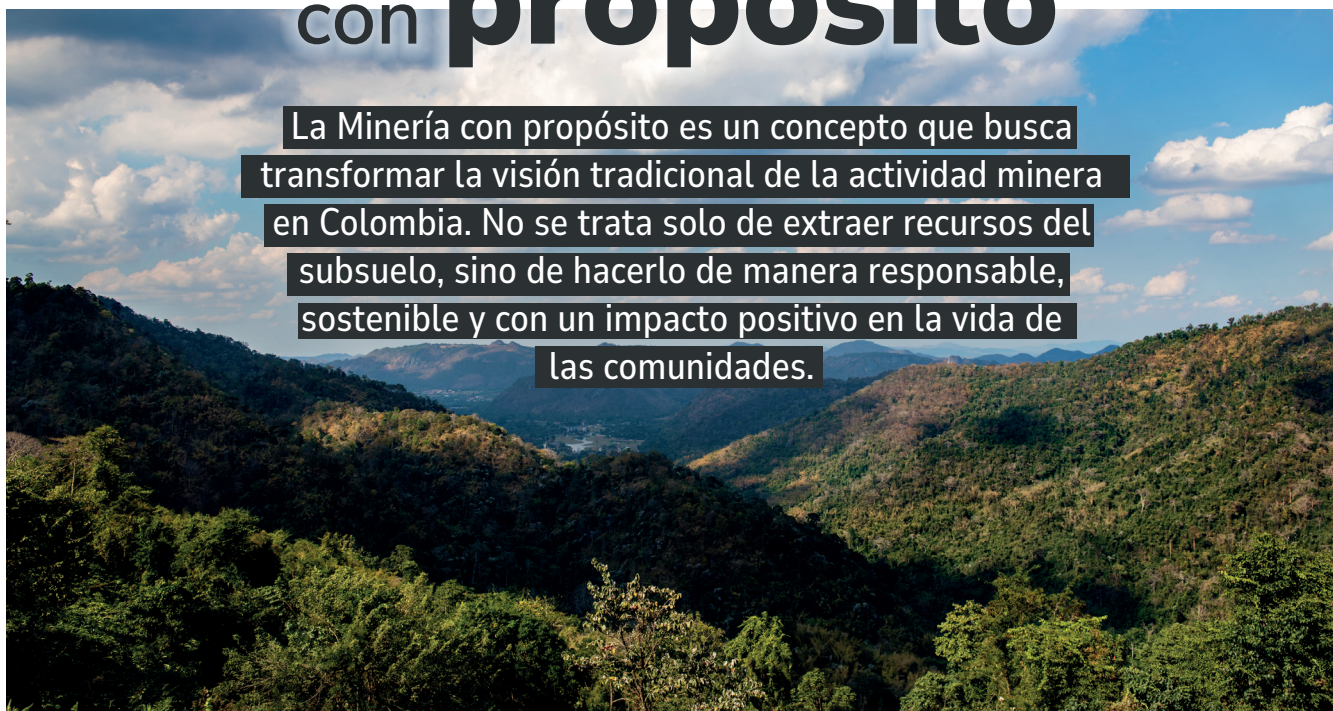 con propósito
La Minería con propósito es un concepto que busca
transformar la visión tradicional de la actividad minera
en Colombia. No se trata solo de extraer recursos del
subsuelo, sino de hacerlo de manera responsable,
sostenible y con un impacto positivo en la vida de
las comunidades.